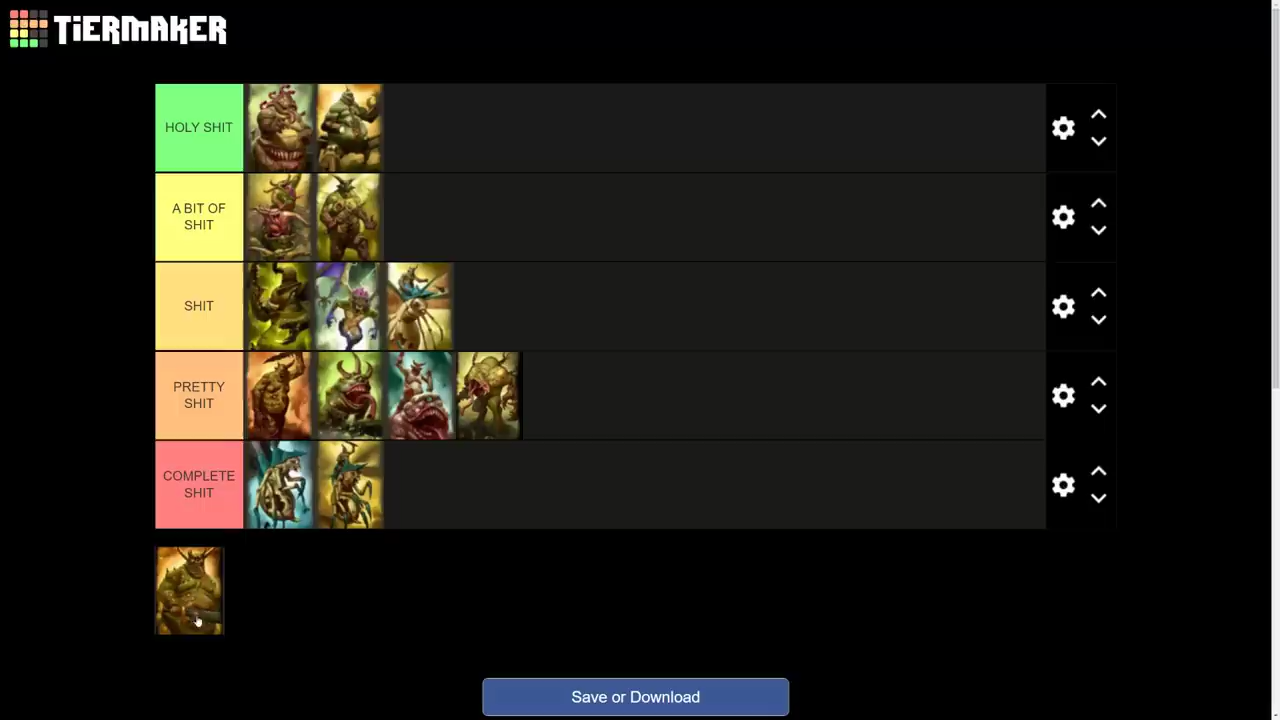 TIERMAKER
HOLY SHIT
A BIT OF
SHIT
SHIT
PRETTY
SHIT
COMPLETE
SHIT
Save or Download